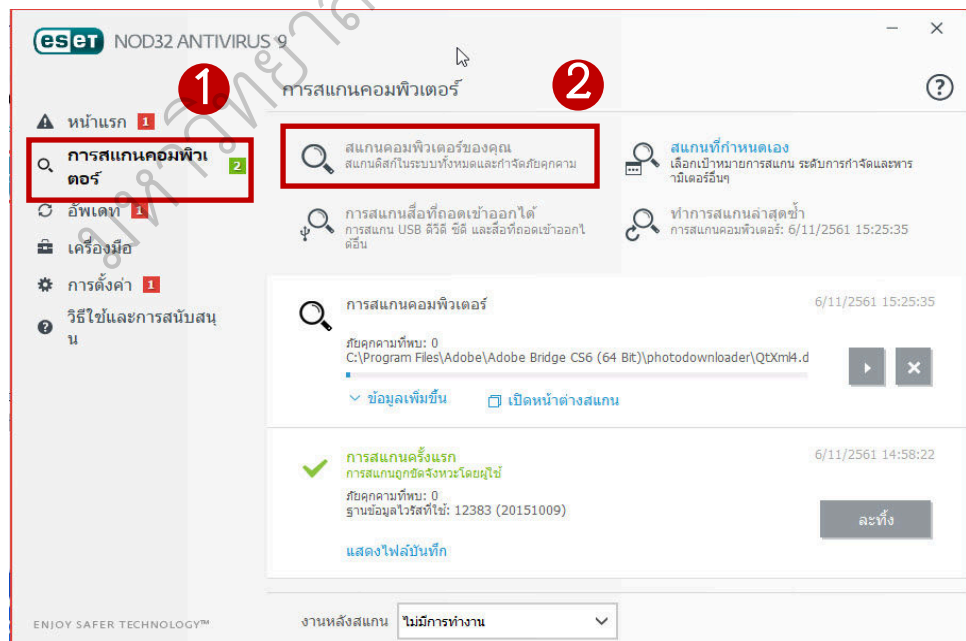 eset NOD32 ANTIVIRUS 9
1
2
การสแกนคอมพิวเตอร์
?
หน้าแรก 1
การสแกนคอมพิวเ
ตอร์ 2
อัพเดท 1
เครื่องมือ
การตั้งค่า 1
วิธีใช้และการสนับสนุ
น
สแกนคอมพิวเตอร์ของคุณ
สแกนดิสก์ในระบบทั้งหมดและกำจัดภัยคุกคาม
สแกนที่กำหนดเอง
เลือกเป้าหมายการสแกน ระดับการกำจัดและพาร
ามิเตอร์อื่นๆ
การสแกนสื่อที่ถอดเข้าออกได้
การสแกน USB ดีวีดี ซีดี และสื่อที่ถอดเข้าออกไ
ด้อื่น
ทำการสแกนล่าสุดซ้ำ
การสแกนคอมพิวเตอร์: 6/11/2561 15:25:35
การสแกนคอมพิวเตอร์ 6/11/2561 15:25:35
ภัยคุกคามที่พบ: 0
C:\Program Files\Adobe\Adobe Bridge CS6 (64 Bit)\photodownloader\QtXml4.d
ข้อมูลเพิ่มขึ้น เปิดหน้าต่างสแกน
การสแกนครั้งแรก 6/11/2561 14:58:22
การสแกนถูกขัดจังหวะโดยผู้ใช้
ภัยคุกคามที่พบ: 0
ฐานข้อมูลไวรัสที่ใช้: 12383 (20151009)
ละทิ้ง
แสดงไฟล์บันทึก
งานหลังสแกน ไม่มีการทำงาน
ENJOY SAFER TECHNOLOGY™